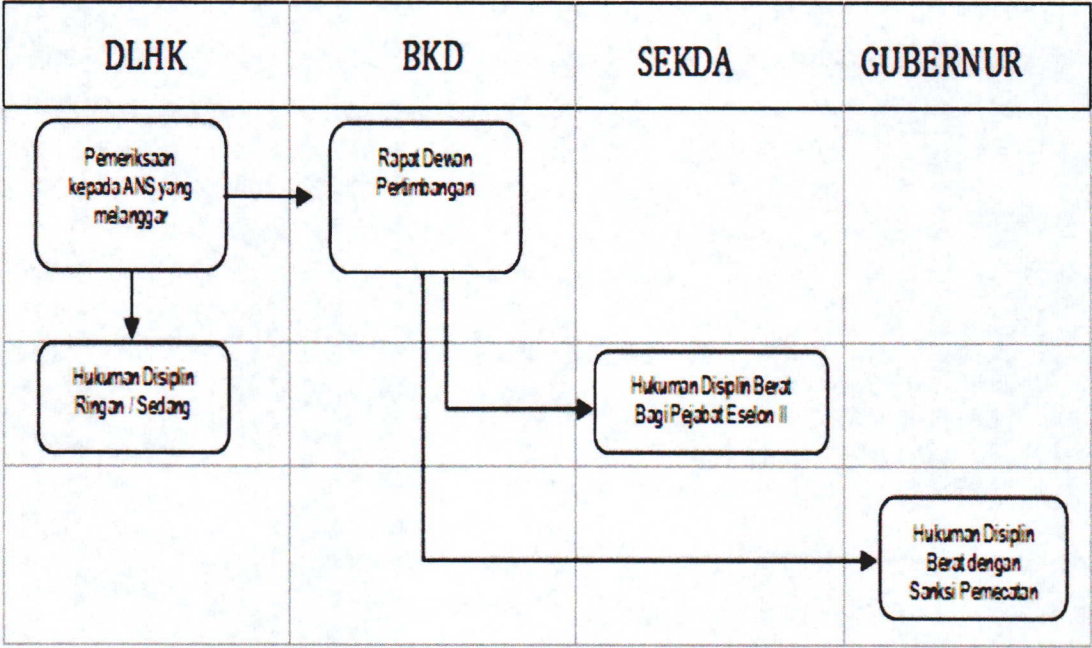 DLHK
BKD
SEKDA
GUBERNUR
Pemeriksaan
kepada ANS yang
melanggar
Rapat Dewan
Pertimbangan
Hukuman Disiplin
Ringan / Sedang
Hukuman Disiplin Berat
Bagi Pejabat Eselon II
Hukuman Disiplin
Berat dengan
Sanksi Pemecatan